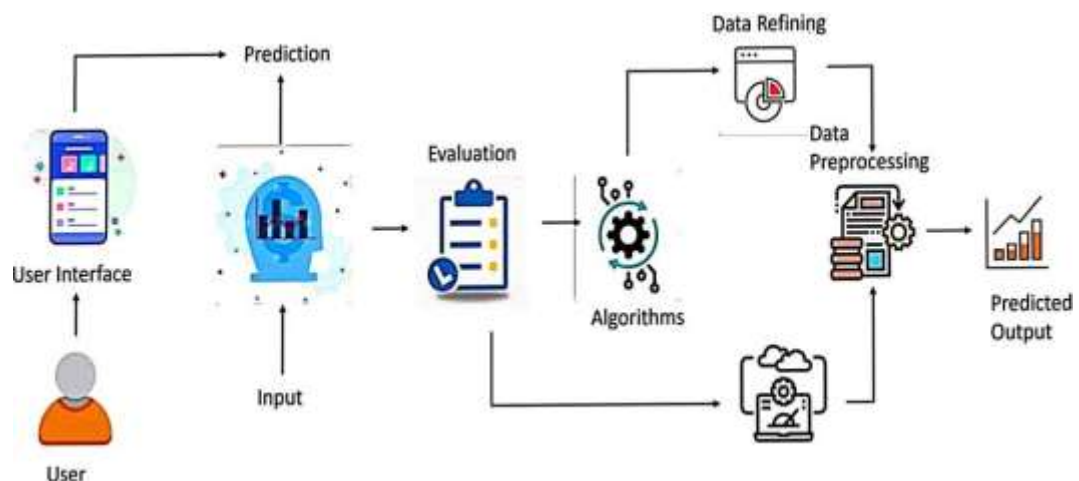 Data Refining
Prediction
Data
Preprocessing
Evaluation
User Interface
Algorithms
Predicted
Output
Input
User